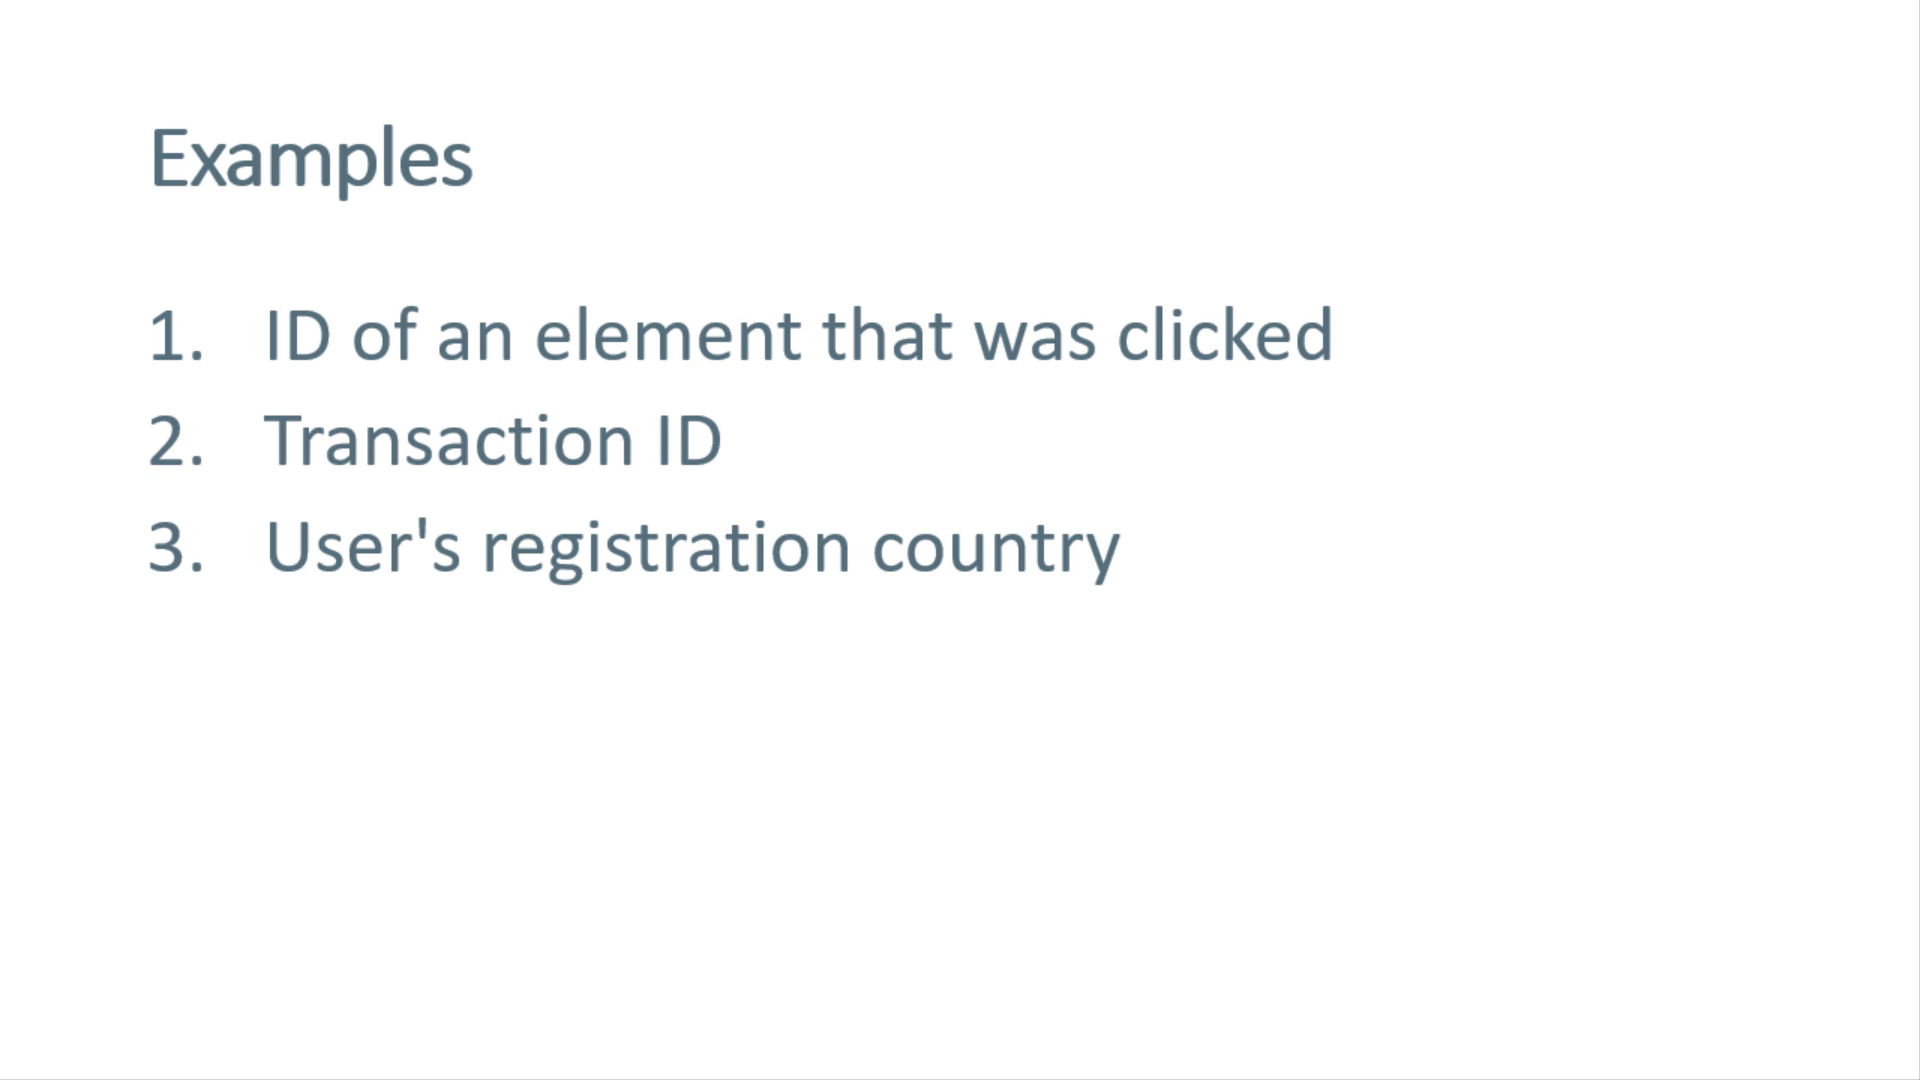 Examples
1. ID of an element that was clicked
2. Transaction ID
3. User's registration country